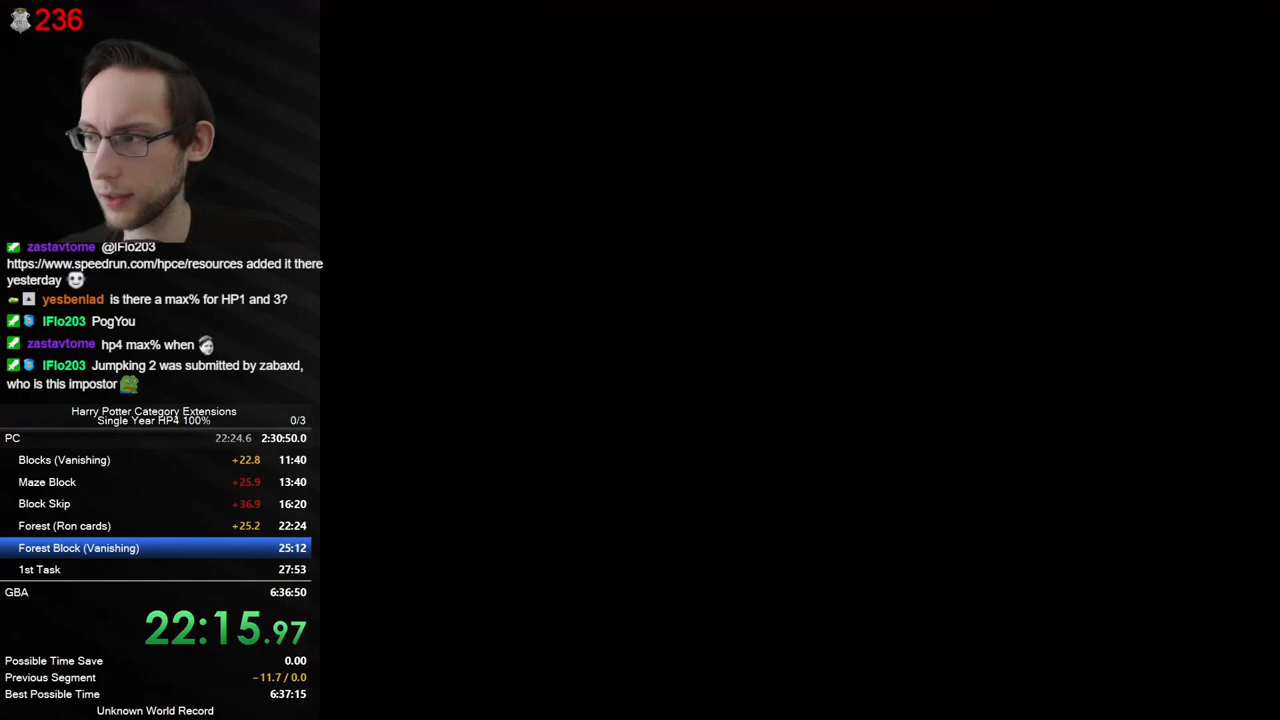 236
zastavtome @IFlo203
https://www.speedrun.com/hpce/resources added it there
yesterday
yesbenlad is there a max% for HP1 and 3?
IFlo203 PogYou
zastavtome hp4 max% when
IFlo203 Jumpking 2 was submitted by zabaxd,
who is this impostor
Harry Potter Category Extensions
Single Year HP4 100% 0/3
PC 22:24.6 2:30:50.0
Blocks (Vanishing) +22.8 11:40
Maze Block +25.9 13:40
Block Skip +36.9 16:20
Forest (Ron cards) +25.2 22:24
Forest Block (Vanishing) 25:12
1st Task 27:53
GBA 6:36:50
22:15.97
Possible Time Save 0.00
Previous Segment −11.7 / 0.0
Best Possible Time 6:37:15
Unknown World Record